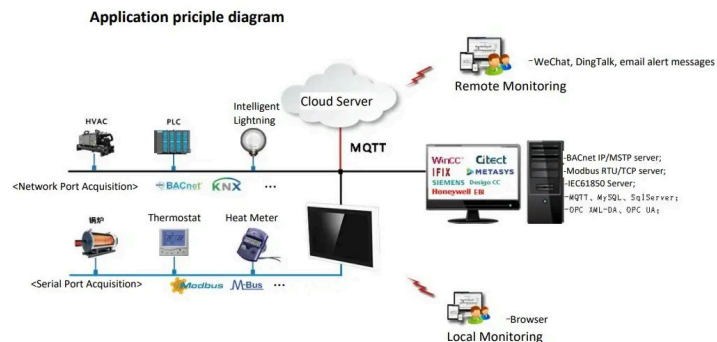 Application priciple diagram
-WeChat, DingTalk, email alert messages
Remote Monitoring
Cloud Server
Intelligent
Lightning
HVAC
PLC
MQTT
<Network Port Acquisition>
BACnet
KNX
...
WinCC
Citect
IFIX
METASYS
SIEMENS Desigo CC
Honeywell EBI
-BACnet IP/MSTP server;
-Modbus RTU/TCP server;
-IEC61850 Server;
-MQTT、MySQL、SqlServer;
-OPC XML-DA、OPC UA;
锅炉
Thermostat
Heat Meter
<Serial Port Acquisition>
Modbus
M-Bus
...
-Browser
Local Monitoring